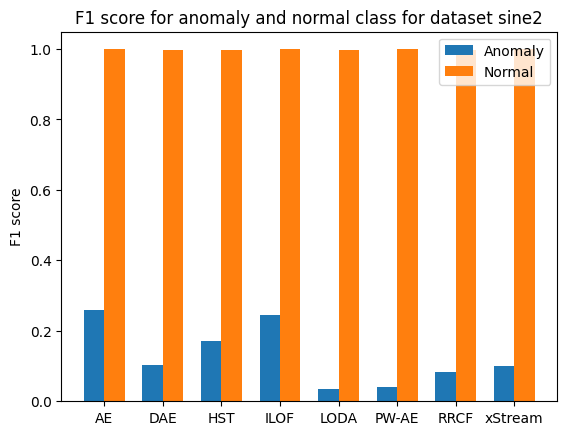 F1 score for anomaly and normal class for dataset sine2
Anomaly
Normal
F1 score
1.0
0.8
0.6
0.4
0.2
0.0
AE DAE HST ILOF LODA PW-AE RRCF xStream